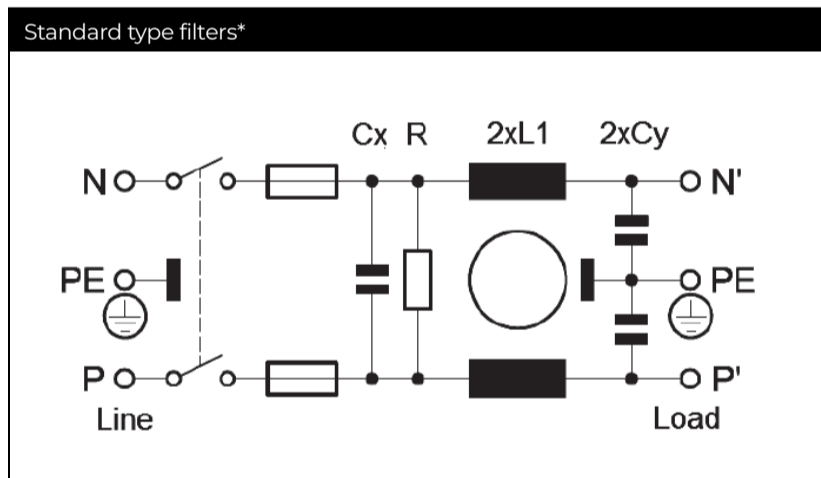 Standard type filters*
Cx R 2xL1 2xCy
N N'
PE PE
P P'
Line Load